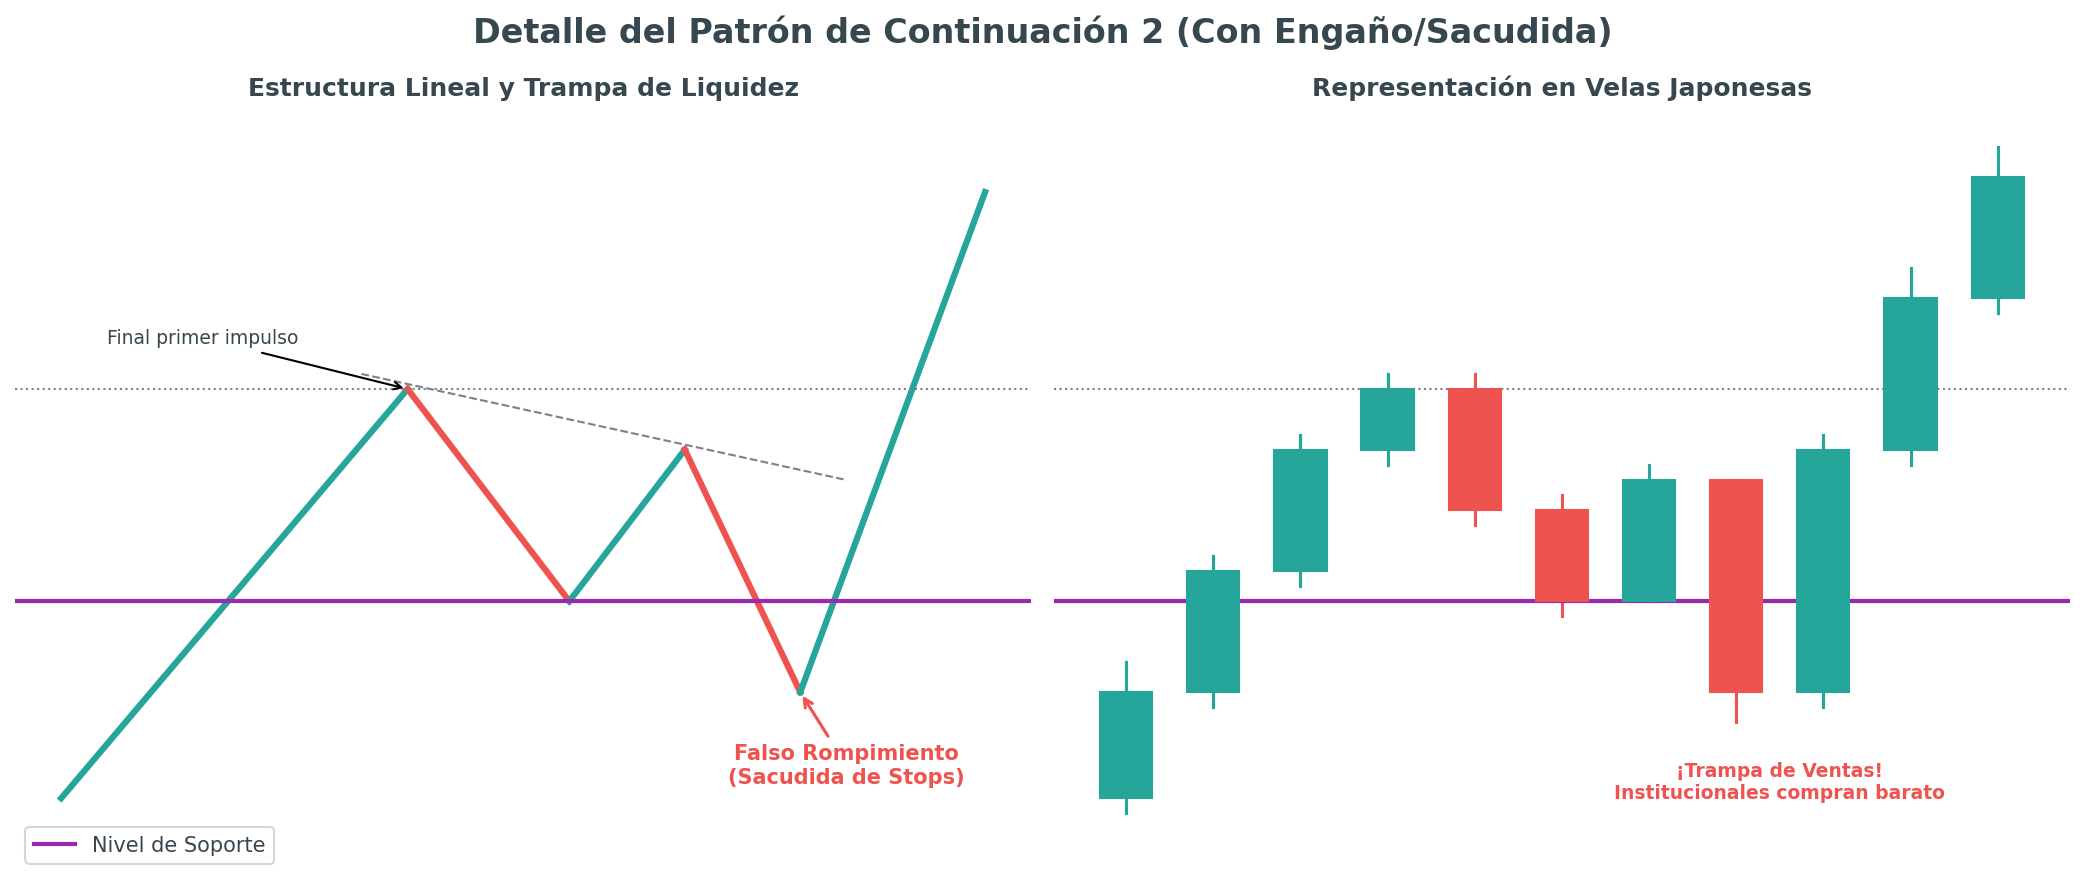 Detalle del Patrón de Continuación 2 (Con Engaño/Sacudida)
Estructura Lineal y Trampa de Liquidez
Final primer impulso
Falso Rompimiento
(Sacudida de Stops)
Nivel de Soporte
Representación en Velas Japonesas
¡Trampa de Ventas!
Institucionales compran barato